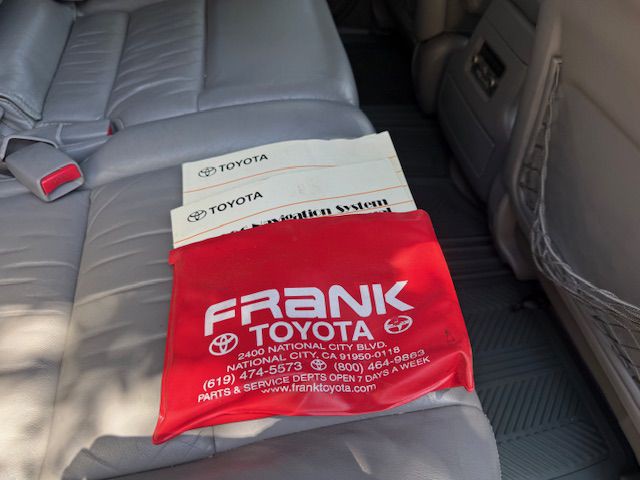 TOYOTA
TOYOTA
Navigation System
FRANK
TOYOTA
2400 NATIONAL CITY BLVD.
NATIONAL CITY, CA 91950-0118
(619) 474-5573 (800) 464-9863
PARTS & SERVICE DEPTS OPEN 7 DAYS A WEEK
www.franktoyota.com